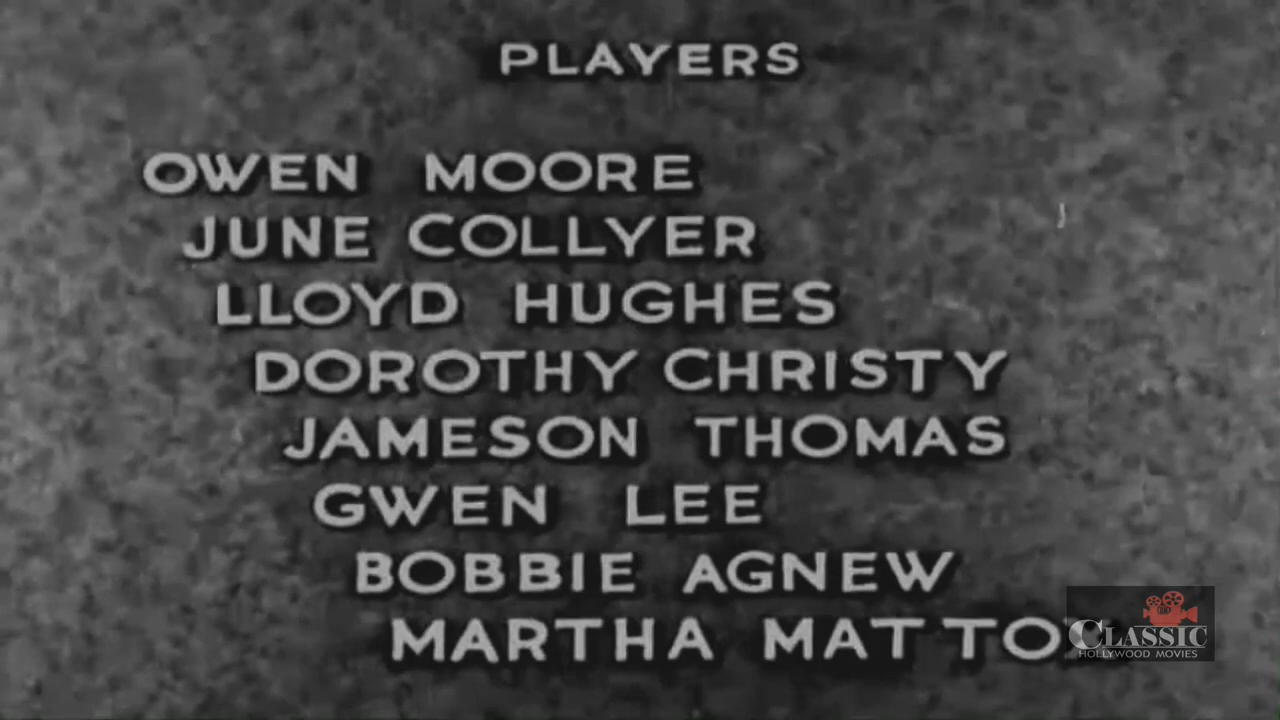 PLAYERS
OWEN MOORE
JUNE COLLYER
LLOYD HUGHES
DOROTHY CHRISTY
JAMESON THOMAS
GWEN LEE
BOBBIE AGNEW
MARTHA
CLASSIC
HOLLYWOOD MOVIES